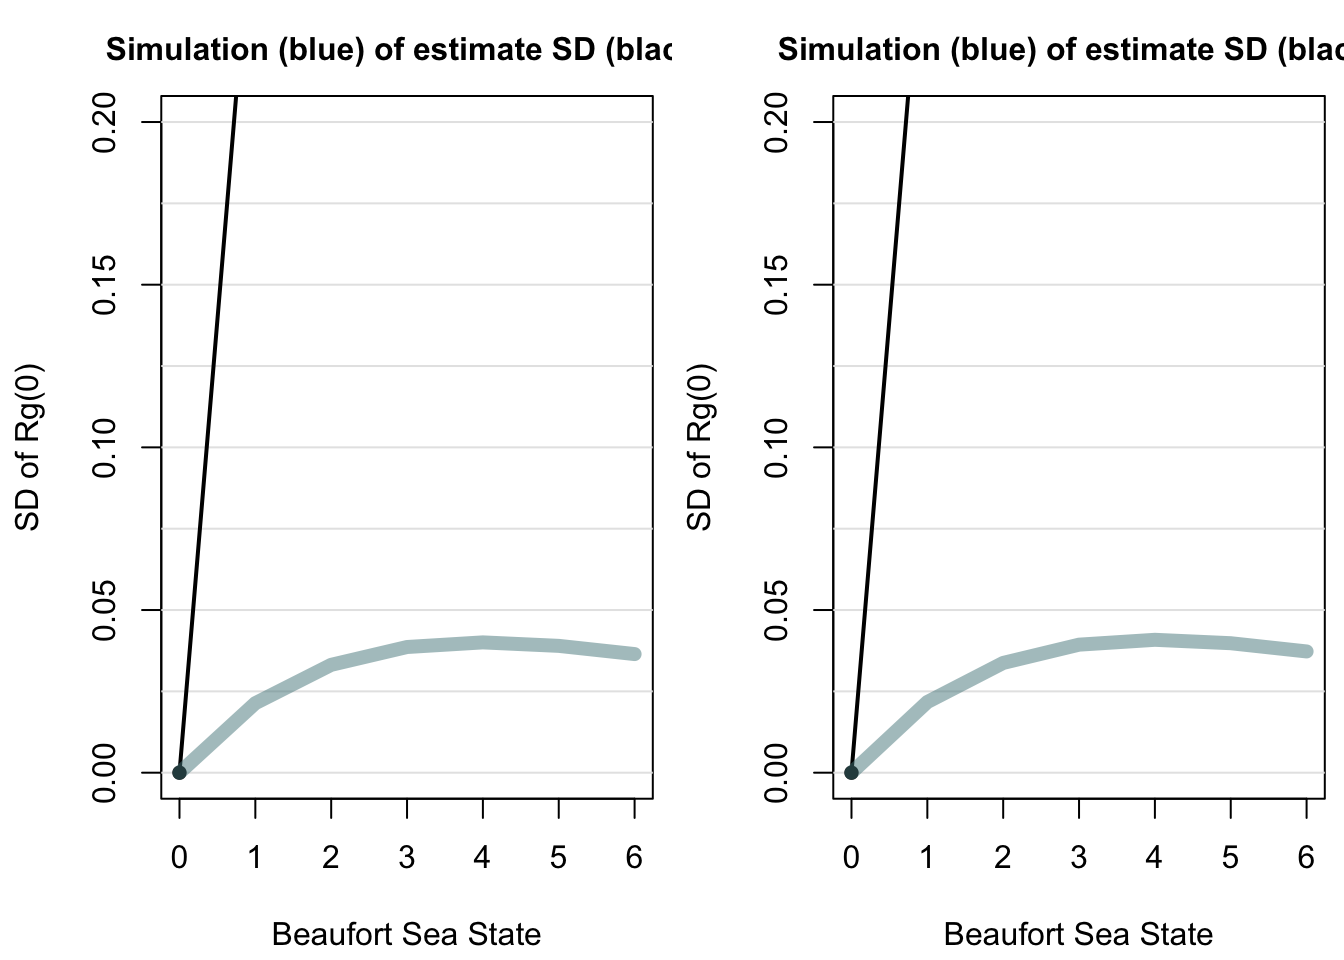 Simulation (blue) of estimate SD (blac
SD of Rg(0)
0.20
0.15
0.10
0.05
0.00
0 1 2 3 4 5 6
Beaufort Sea State
Simulation (blue) of estimate SD (blac
SD of Rg(0)
0.20
0.15
0.10
0.05
0.00
0 1 2 3 4 5 6
Beaufort Sea State